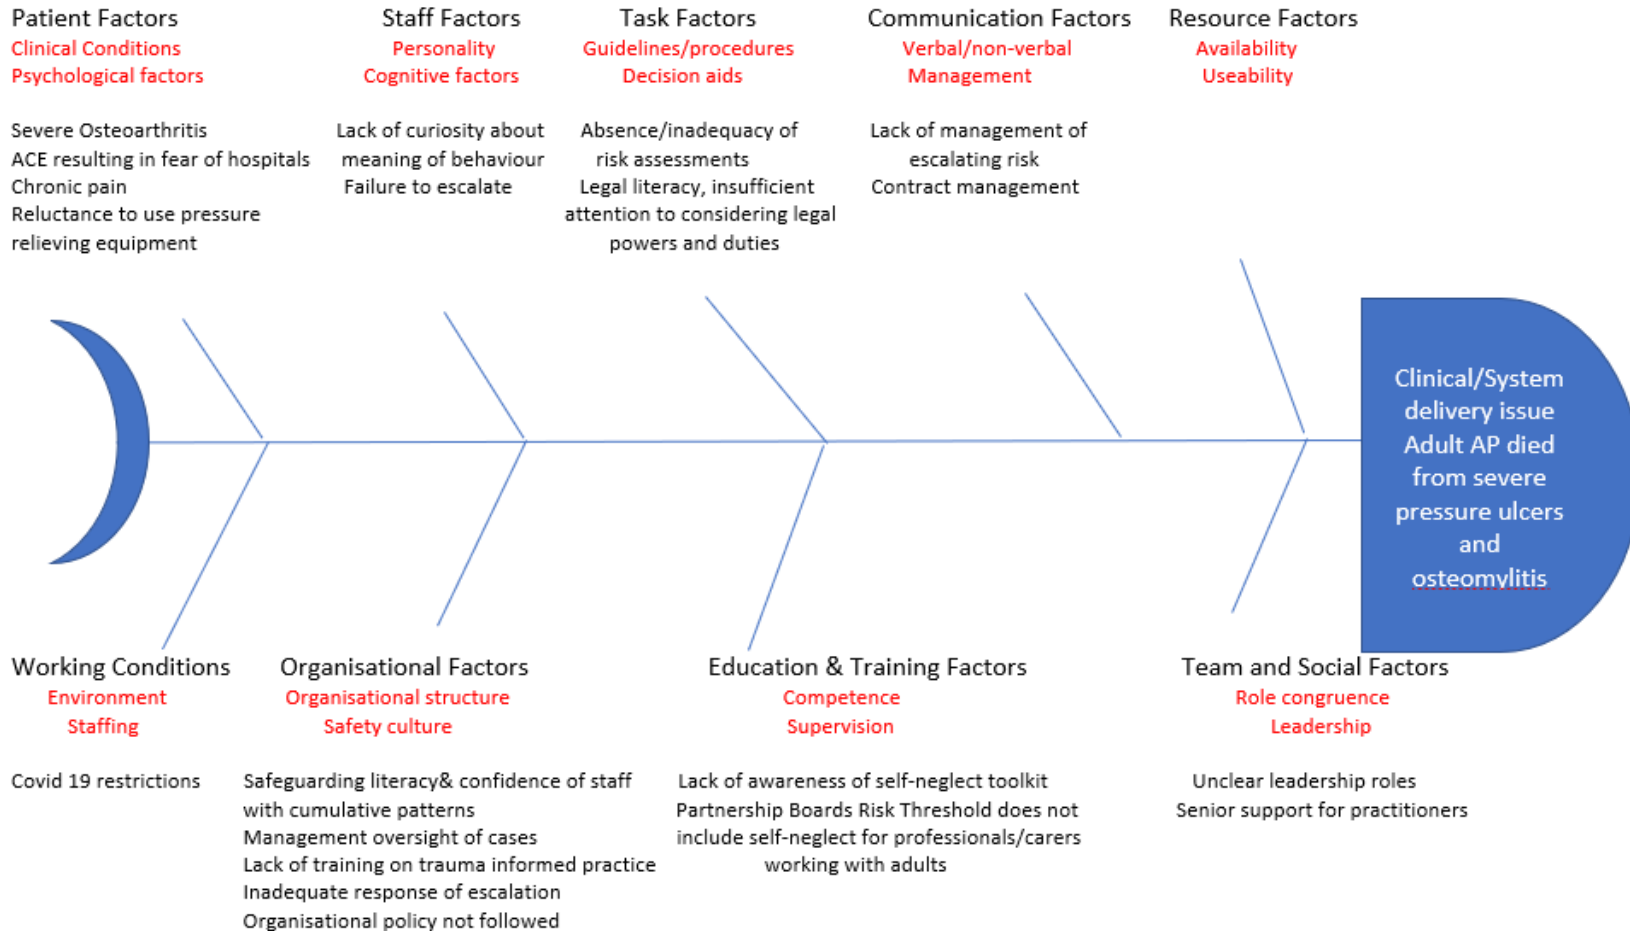 Patient Factors
Clinical Conditions
Psychological factors
Severe Osteoarthritis
ACE resulting in fear of hospitals
Chronic pain
Reluctance to use pressure
relieving equipment
Staff Factors
Personality
Cognitive factors
Lack of curiosity about
meaning of behaviour
Failure to escalate
Task Factors
Guidelines/procedures
Decision aids
Absence/inadequacy of
risk assessments
Legal literacy, insufficient
attention to considering legal
powers and duties
Communication Factors
Verbal/non-verbal
Management
Lack of management of
escalating risk
Contract management
Resource Factors
Availability
Useability
Clinical/System
delivery issue
Adult AP died
from severe
pressure ulcers
and
osteomylitis
Working Conditions
Environment
Staffing
Covid 19 restrictions
Organisational Factors
Organisational structure
Safety culture
Safeguarding literacy& confidence of staff
with cumulative patterns
Management oversight of cases
Lack of training on trauma informed practice
Inadequate response of escalation
Organisational policy not followed
Education & Training Factors
Competence
Supervision
Lack of awareness of self-neglect toolkit
Partnership Boards Risk Threshold does not
include self-neglect for professionals/carers
working with adults
Team and Social Factors
Role congruence
Leadership
Unclear leadership roles
Senior support for practitioners